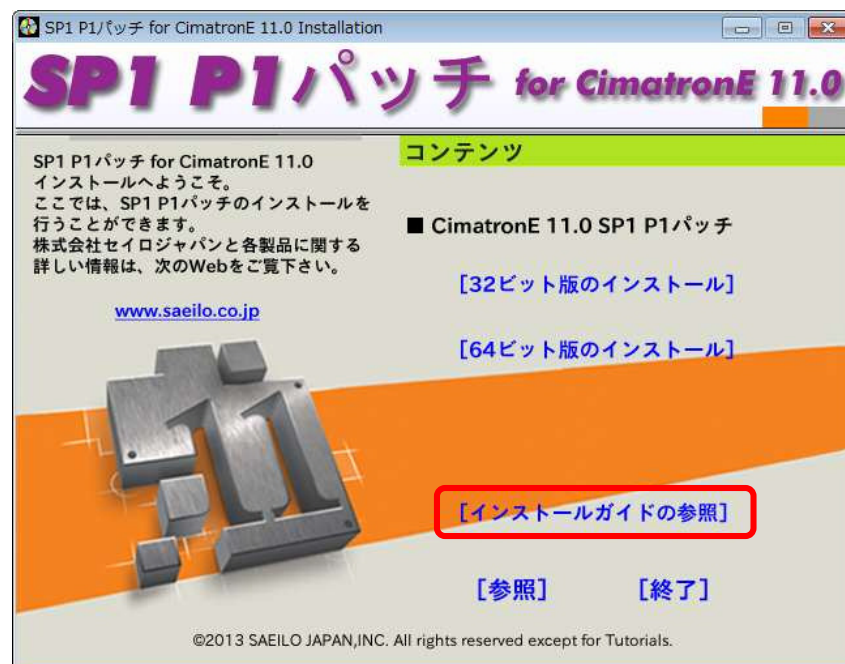 SP1 P1パッチ for CimatronE 11.0 Installation
SP1 P1パッチ for CimatronE 11.0
SP1 P1パッチ for CimatronE 11.0
インストールへようこそ。
ここでは、SP1 P1パッチのインストールを
行うことができます。
株式会社セイロジャパンと各製品に関する
詳しい情報は、次のWebをご覧下さい。
www.saeilo.co.jp
11
コンテンツ
■ CimatronE 11.0 SP1 P1パッチ
[32ビット版のインストール]
[64ビット版のインストール]
[インストールガイドの参照]
[参照] [終了]
©2013 SAEILO JAPAN,INC. All rights reserved except for Tutorials.